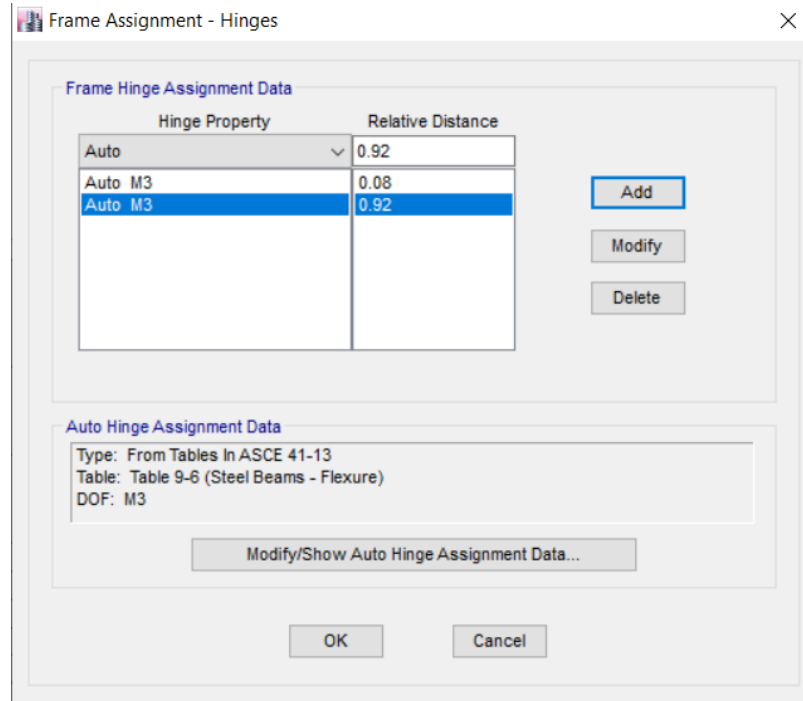 Frame Assignment - Hinges
Frame Hinge Assignment Data
Hinge Property Relative Distance
Auto 0.92
Auto M3 0.08
Auto M3 0.92
Add
Modify
Delete
Auto Hinge Assignment Data
Type: From Tables In ASCE 41-13
Table: Table 9-6 (Steel Beams - Flexure)
DOF: M3
Modify/Show Auto Hinge Assignment Data...
OK Cancel